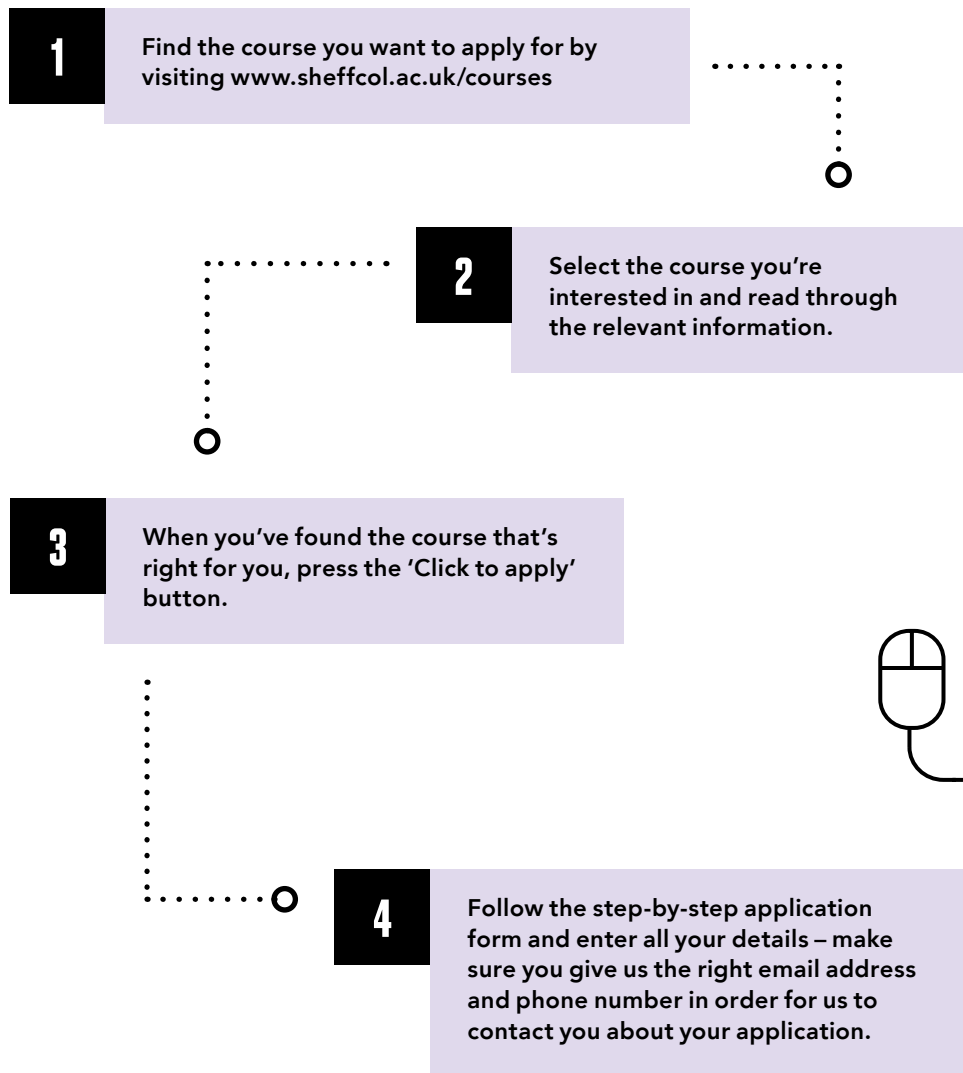 1
Find the course you want to apply for by
visiting www.sheffcol.ac.uk/courses
2
Select the course you’re
interested in and read through
the relevant information.
3
When you’ve found the course that’s
right for you, press the ‘Click to apply’
button.
4
Follow the step-by-step application
form and enter all your details – make
sure you give us the right email address
and phone number in order for us to
contact you about your application.